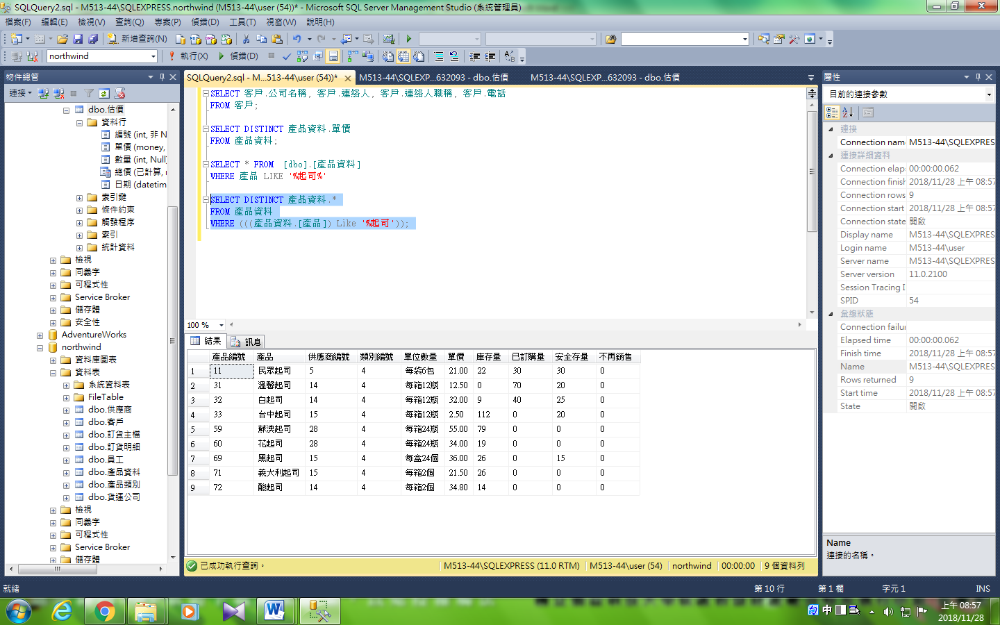 SQLQuery2.sql - M513-44\SQLEXPRESS.northwind (M513-44\user (54))* - Microsoft SQL Server Management Studio (系統管理員)
檔案(F) 編輯(E) 檢視(V) 查詢(Q) 專案(P) 偵錯(D) 工具(T) 視窗(W) 說明(H)
新增查詢(N)
northwind 執行(X) 偵錯(D)
物件總管
連接
dbo.估價
資料行
編號 (int, 非 N
單價 (money,
數量 (int, Null
總價 (已計算, 
日期 (datetim
索引鍵
條件約束
觸發程序
索引
統計資料
檢視
同義字
可程式性
Service Broker
儲存體
安全性
AdventureWorks
northwind
資料庫圖表
資料表
系統資料表
FileTable
dbo.供應商
dbo.客戶
dbo.訂貨主檔
dbo.訂貨明細
dbo.員工
dbo.產品資料
dbo.產品類別
dbo.貨運公司
檢視
同義字
可程式性
Service Broker
儲存體
SQLQuery2.sql - M...513-44\user (54))* M513-44\SQLEXP...632093 - dbo.估價 M513-44\SQLEXP...632093 - dbo.估價
SELECT 客戶.公司名稱, 客戶.連絡人, 客戶.連絡人職稱, 客戶.電話
FROM 客戶;
SELECT DISTINCT 產品資料.單價
FROM 產品資料;
SELECT * FROM [dbo].[產品資料]
WHERE 產品 LIKE '%起司%'
SELECT DISTINCT 產品資料.*
FROM 產品資料
WHERE (((產品資料.[產品]) Like '%起司'));
100 %
結果 訊息
產品編號 產品 供應商編號 類別編號 單位數量 單價 庫存量 已訂購量 安全存量 不再銷售
1 11 民眾起司 5 4 每袋6包 21.00 22 30 30 0
2 31 溫馨起司 14 4 每箱12瓶 12.50 0 70 20 0
3 32 白起司 14 4 每箱12瓶 32.00 9 40 25 0
4 33 台中起司 15 4 每箱12瓶 2.50 112 0 20 0
5 59 蘇澳起司 28 4 每箱24瓶 55.00 79 0 0 0
6 60 花起司 28 4 每箱24瓶 34.00 19 0 0 0
7 69 黑起司 15 4 每盒24個 36.00 26 0 15 0
8 71 義大利起司 15 4 每箱2個 21.50 26 0 0 0
9 72 酸起司 14 4 每箱2個 34.80 14 0 0 0
已成功執行查詢。 M513-44\SQLEXPRESS (11.0 RTM) M513-44\user (54) northwind 00:00:00 9 個資料列
屬性
目前的連接參數
連接
Connection name M513-44\SQLEXPRES
連接詳細資料
Connection elap 00:00:00.062
Connection finish 2018/11/28 上午 08:57
Connection rows 9
Connection start 2018/11/28 上午 08:57
Connection state 開啟
Display name M513-44\SQLEXPRES
Login name M513-44\user
Server name M513-44\SQLEXPRES
Server version 11.0.2100
Session Tracing I
SPID 54
彙總狀態
Connection failur
Elapsed time 00:00:00.062
Finish time 2018/11/28 上午 08:57
Name M513-44\SQLEXPRES
Rows returned 9
Start time 2018/11/28 上午 08:57
State 開啟
Name
連接的名稱。
就緒 第 10 行 第 1 欄 字元 1 INS
中
上午 08:57
2018/11/28